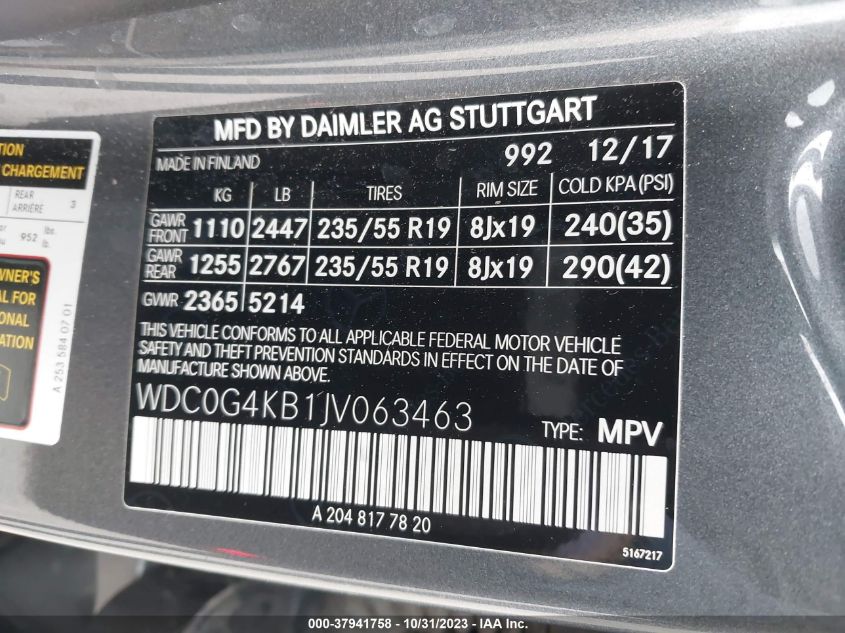 MFD BY DAIMLER AG STUTTGART
MADE IN FINLAND 992 12/17
KG LB TIRES RIM SIZE COLD KPA (PSI)
GAWR FRONT 1110 2447 235/55 R19 8Jx19 240(35)
GAWR REAR 1255 2767 235/55 R19 8Jx19 290(42)
GVWR 2365 5214
THIS VEHICLE CONFORMS TO ALL APPLICABLE FEDERAL MOTOR VEHICLE
SAFETY AND THEFT PREVENTION STANDARDS IN EFFECT ON THE DATE OF
MANUFACTURE SHOWN ABOVE.
WDC0G4KB1JV063463
TYPE: MPV
A 204 817 78 20
5167217
CHARGEMENT
REAR 3
ARRIÈRE
952 lbs.
lb.
OWNER'S
FOR
A 253 584 07 01
000-37941758 - 10/31/2023 - IAA Inc.